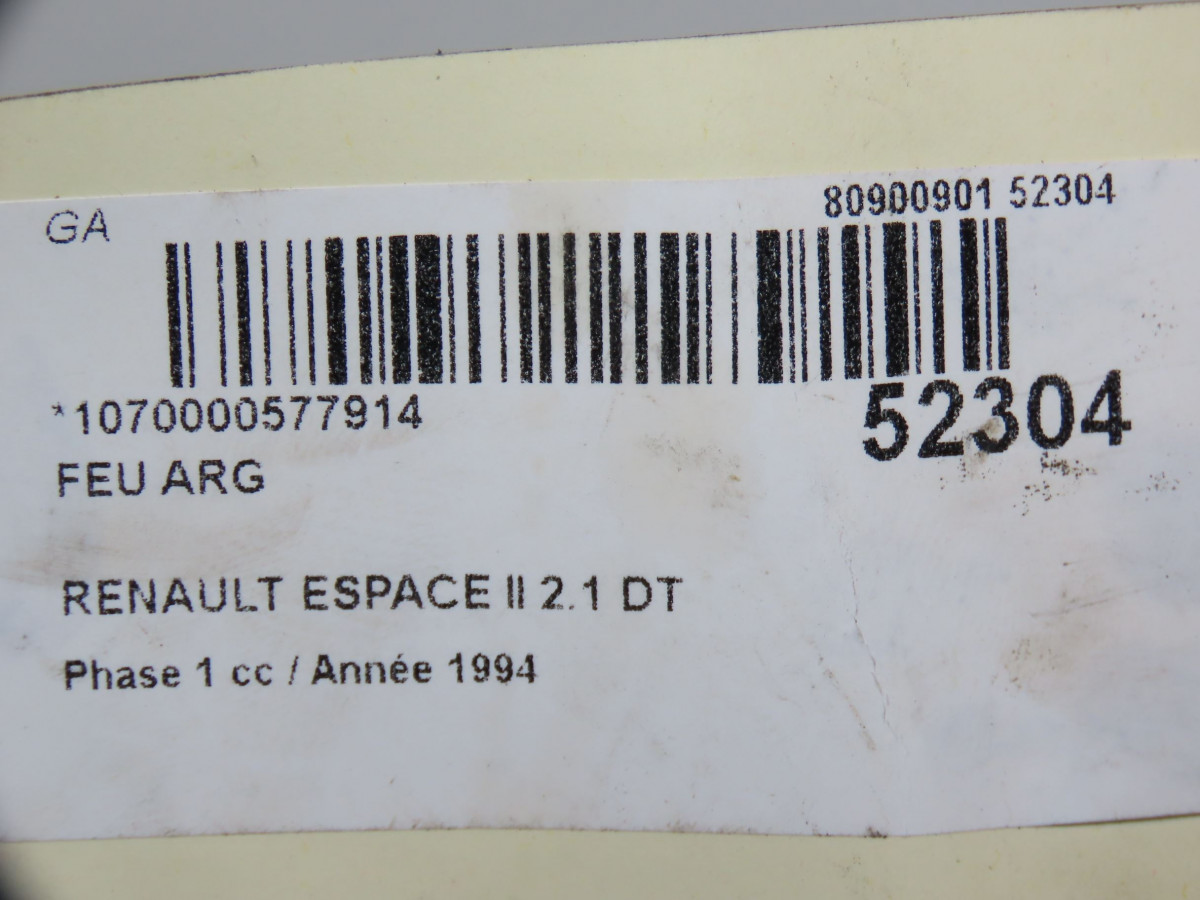 GA
80900901 52304
*1070000577914
52304
FEU ARG
RENAULT ESPACE II 2.1 DT
Phase 1 cc / Année 1994